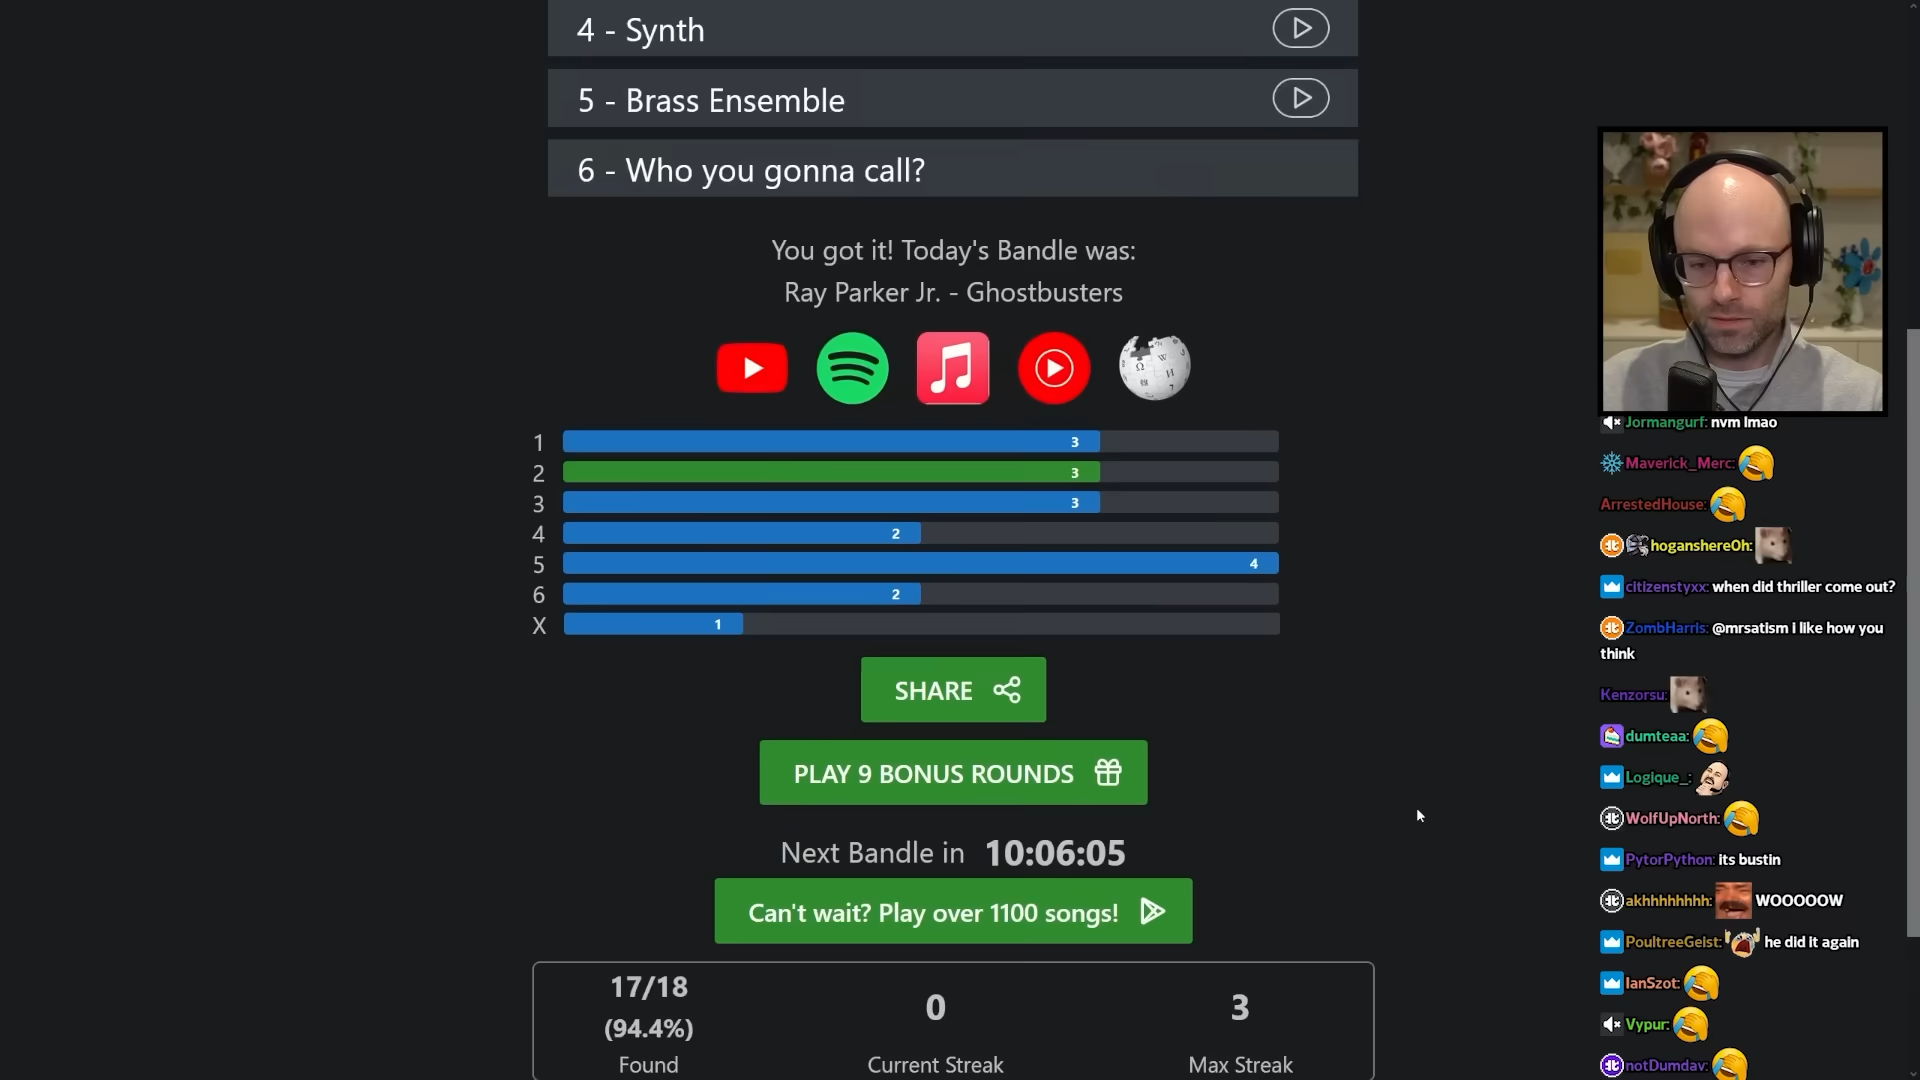 4 - Synth
5 - Brass Ensemble
6 - Who you gonna call?
You got it! Today's Bandle was:
Ray Parker Jr. - Ghostbusters
1 3
2 3
3 3
4 2
5 4
6 2
X 1
SHARE
PLAY 9 BONUS ROUNDS
Next Bandle in 10:06:05
Can't wait? Play over 1100 songs!
17/18
(94.4%)
Found
0
Current Streak
3
Max Streak
Jormangurf: nvm lmao
Maverick_Merc:
ArrestedHouse:
hoganshereOh:
citizenstyxx: when did thriller come out?
ZombHarris: @mrsatism i like how you
think
Kenzorsu:
dumteaa:
Logique_:
WolfUpNorth:
PytorPython: its bustin
akhhhhhhhh: WOOOOOW
PoultreeGeist: he did it again
IanSzot:
Vypur:
notDumdav: